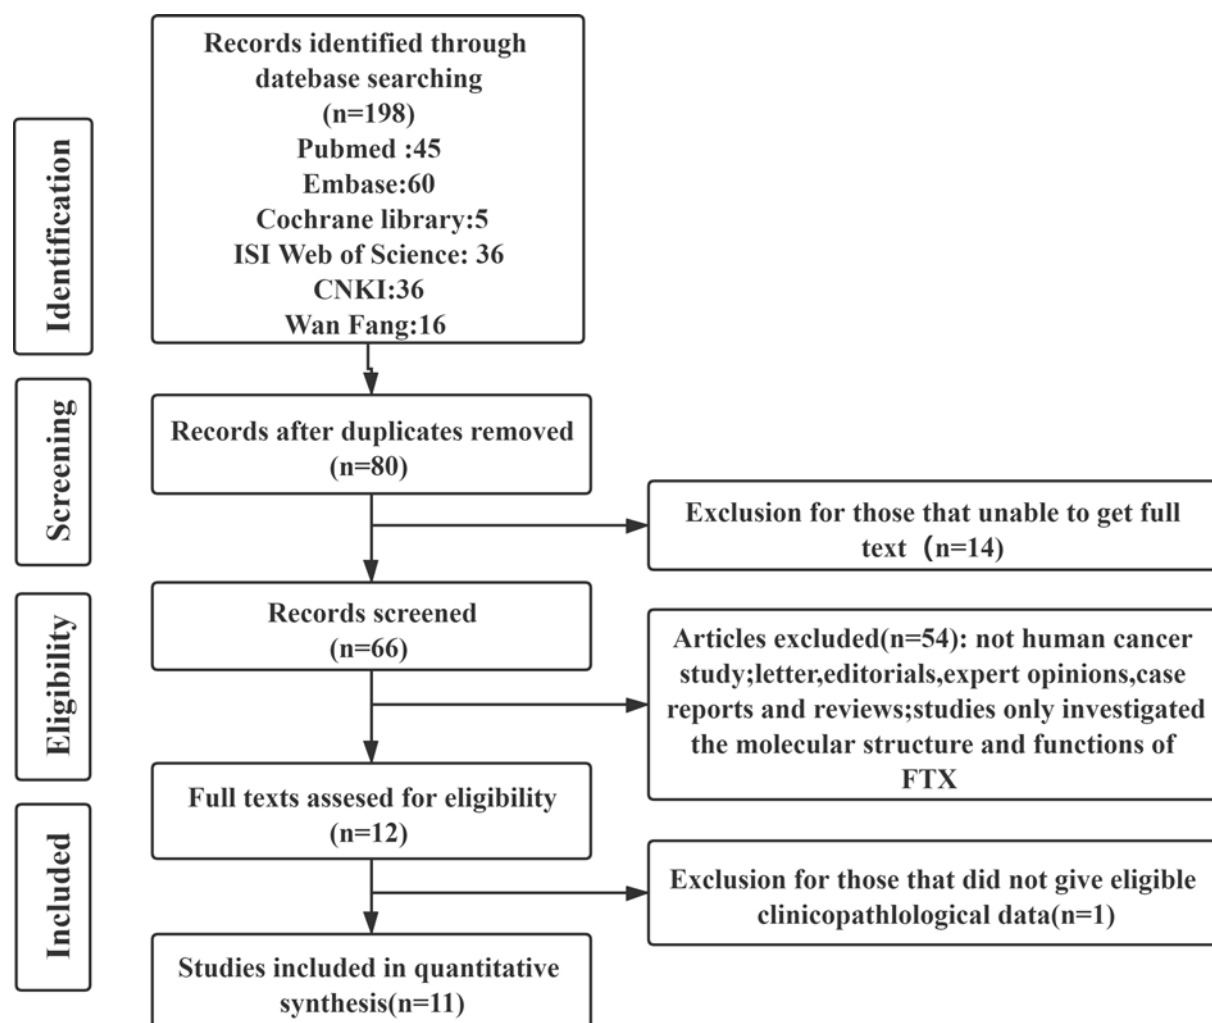 Identification
Records identified through
datebase searching
(n=198)
Pubmed :45
Embase:60
Cochrane library:5
ISI Web of Science: 36
CNKI:36
Wan Fang:16
Screening
Records after duplicates removed
(n=80)
Exclusion for those that unable to get full
text（n=14)
Eligibility
Records screened
(n=66)
Articles excluded(n=54): not human cancer
study;letter,editorials,expert opinions,case
reports and reviews;studies only investigated
the molecular structure and functions of
FTX
Full texts assesed for eligibility
(n=12)
Included
Exclusion for those that did not give eligible
clinicopathlological data(n=1)
Studies included in quantitative
synthesis(n=11)